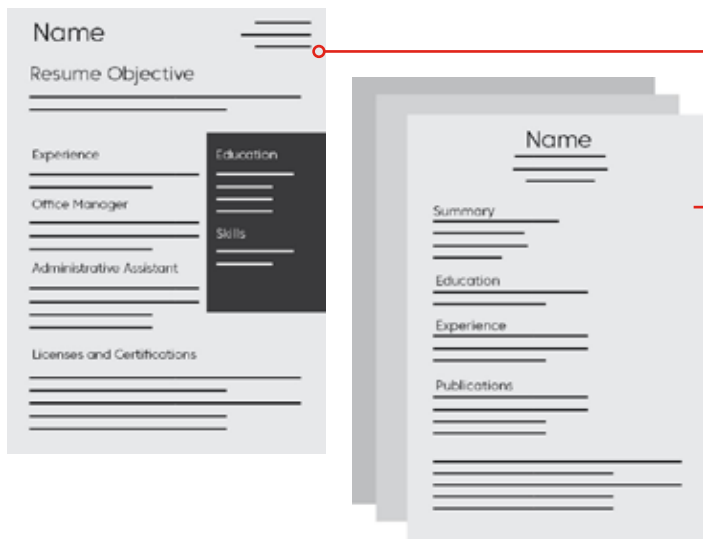 Name
Resume Objective
Experience
Office Manager
Administrative Assistant
Education
Skills
Licenses and Certifications
Name
Summary
Education
Experience
Publications